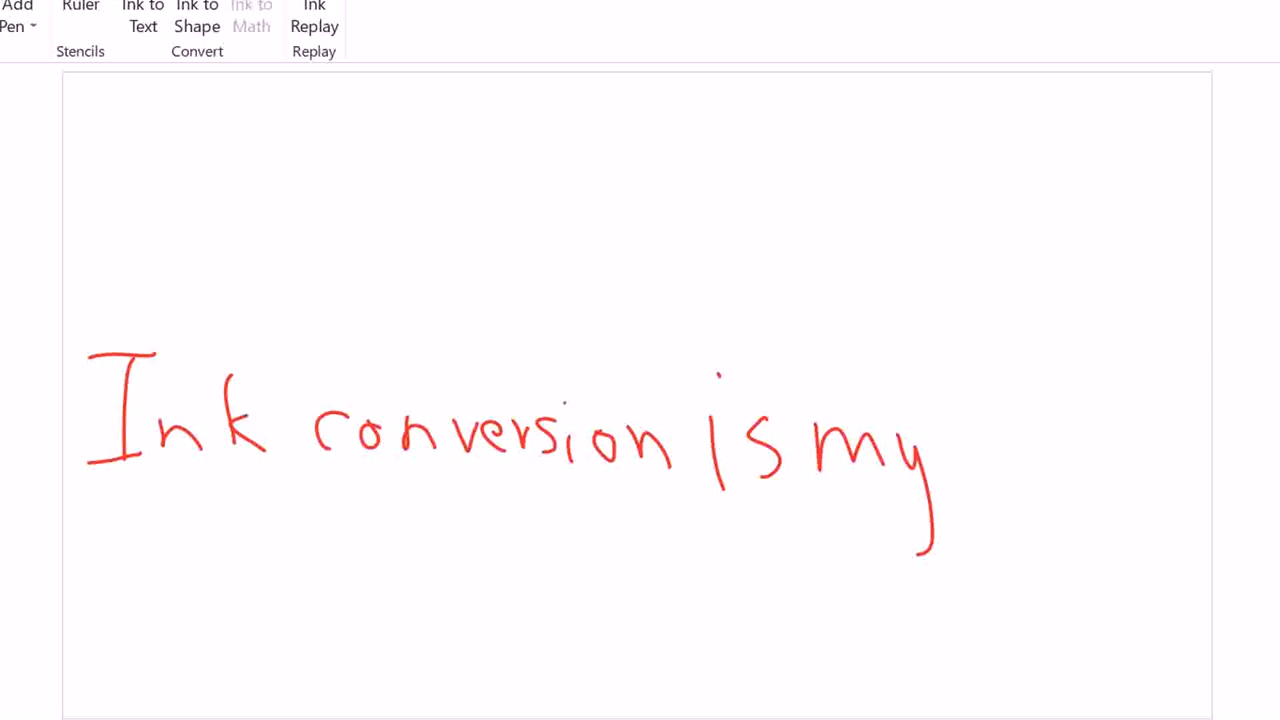 Add Ruler Ink to Ink to Ink to Ink
Pen Text Shape Math Replay
Stencils Convert Replay
Ink conversion is my